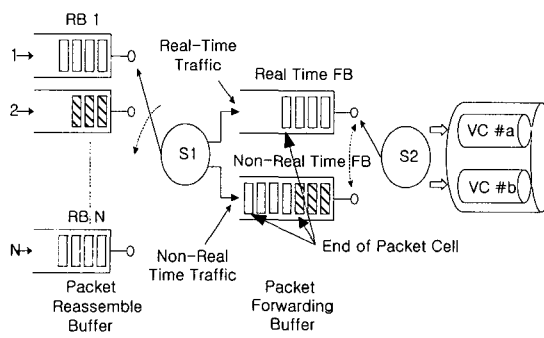 RB 1
1
2
RB N
N
Packet
Reassemble
Buffer
Real-Time
Traffic
S1
Non-Real
Time Traffic
Real Time FB
Non-Real Time FB
End of Packet Cell
Packet
Forwarding
Buffer
S2
VC #a
VC #b